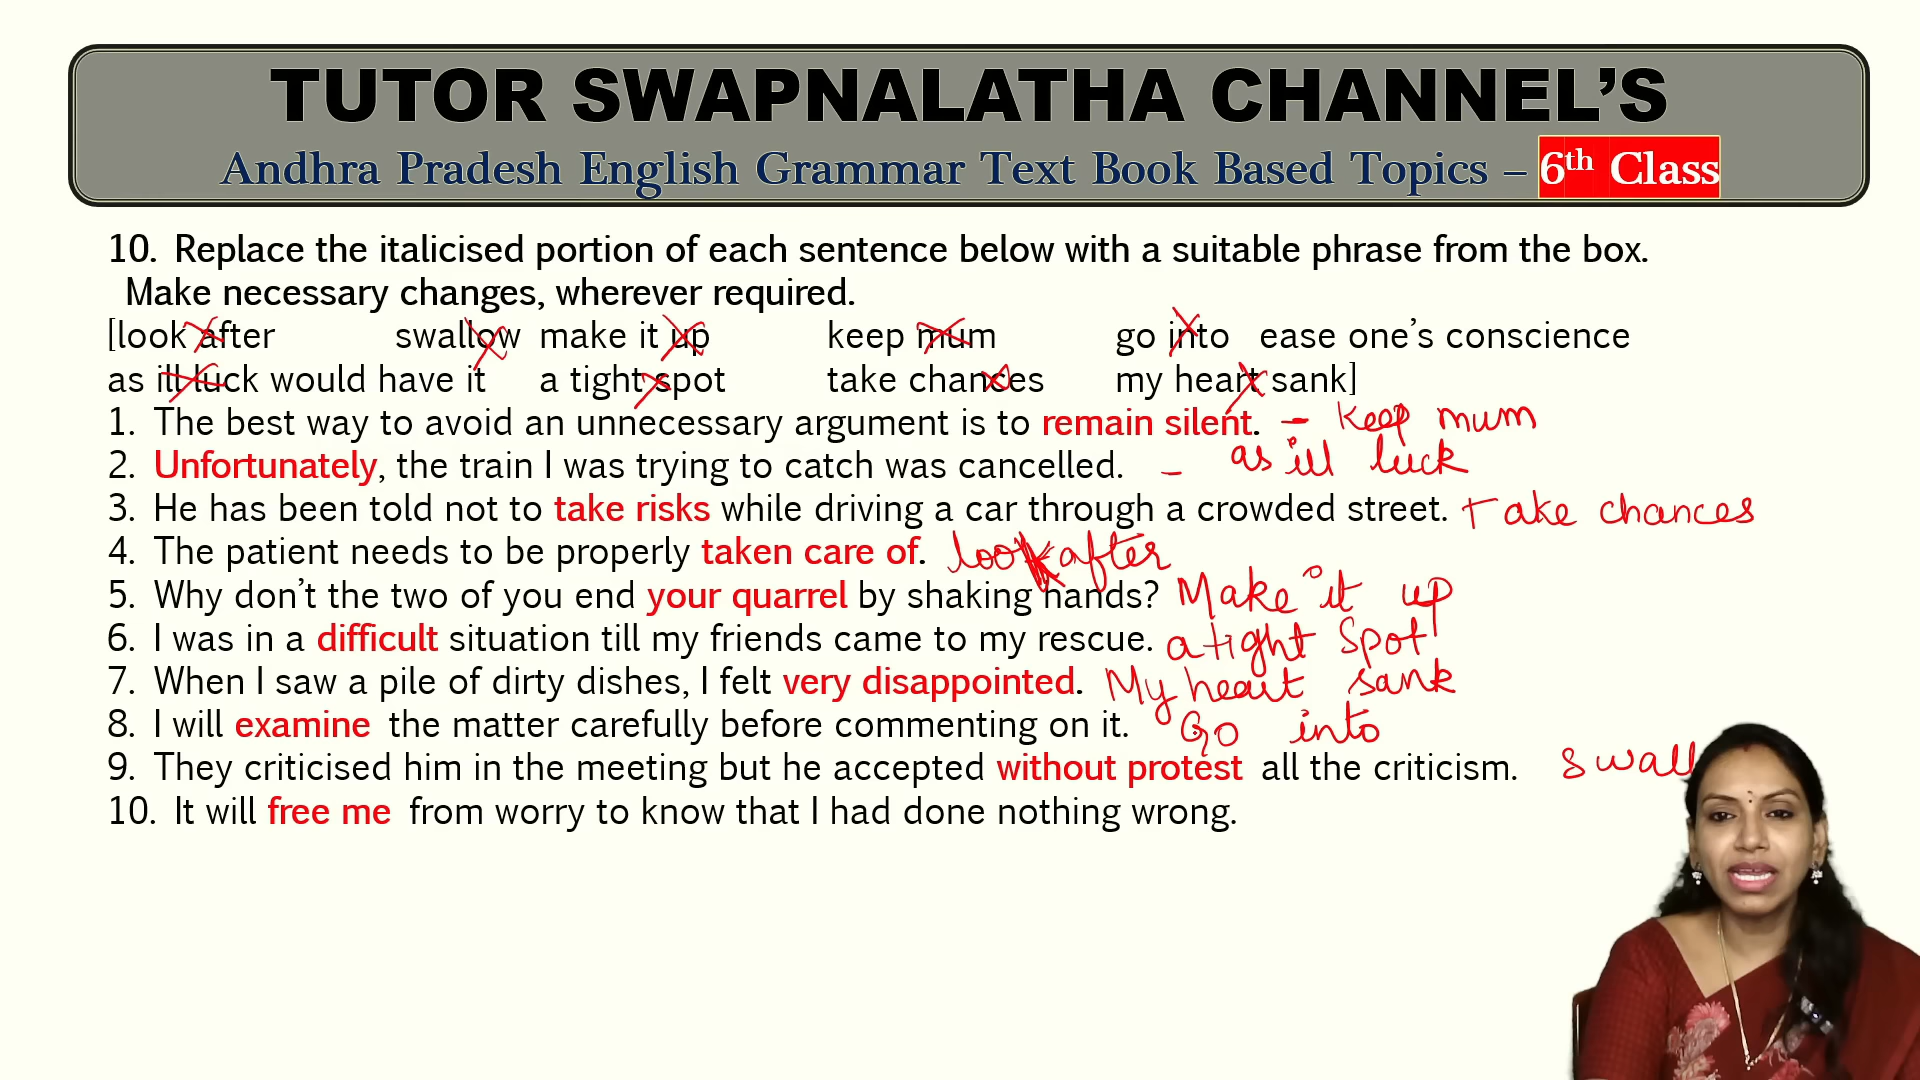 TUTOR SWAPNALATHA CHANNEL'S
Andhra Pradesh English Grammar Text Book Based Topics – 6th Class
10. Replace the italicised portion of each sentence below with a suitable phrase from the box.
Make necessary changes, wherever required.
[look after swallow make it up keep mum go into ease one's conscience
as ill luck would have it a tight spot take chances my heart sank]
1. The best way to avoid an unnecessary argument is to remain silent. – Keep mum
2. Unfortunately, the train I was trying to catch was cancelled. – as ill luck
3. He has been told not to take risks while driving a car through a crowded street. Take chances
4. The patient needs to be properly taken care of. look after
5. Why don't the two of you end your quarrel by shaking hands? Make it up
6. I was in a difficult situation till my friends came to my rescue. a tight spot
7. When I saw a pile of dirty dishes, I felt very disappointed. My heart sank
8. I will examine the matter carefully before commenting on it. Go into
9. They criticised him in the meeting but he accepted without protest all the criticism. swall
10. It will free me from worry to know that I had done nothing wrong.